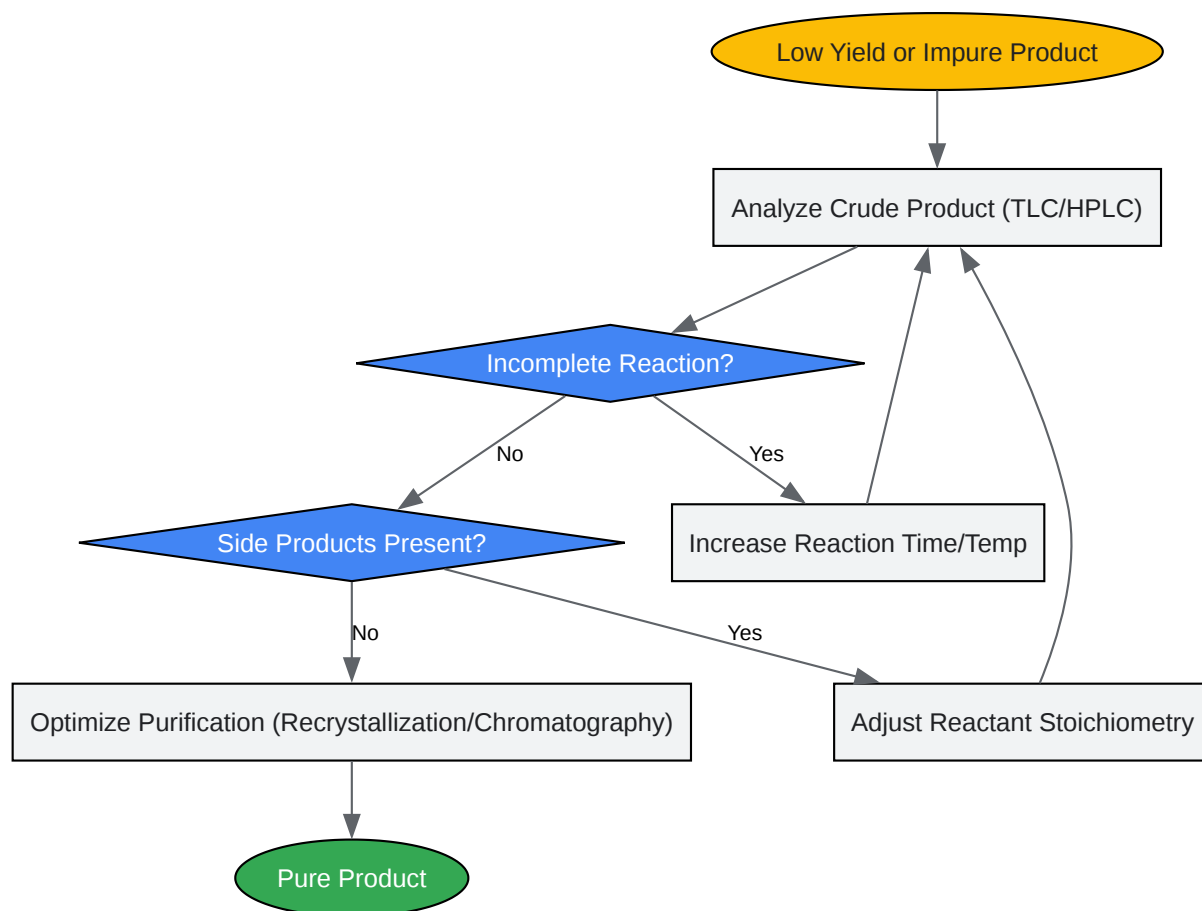 Low Yield or Impure Product
Analyze Crude Product (TLC/HPLC)
Incomplete Reaction?
No
Yes
Side Products Present?
Increase Reaction Time/Temp
No
Yes
Optimize Purification (Recrystallization/Chromatography)
Adjust Reactant Stoichiometry
Pure Product